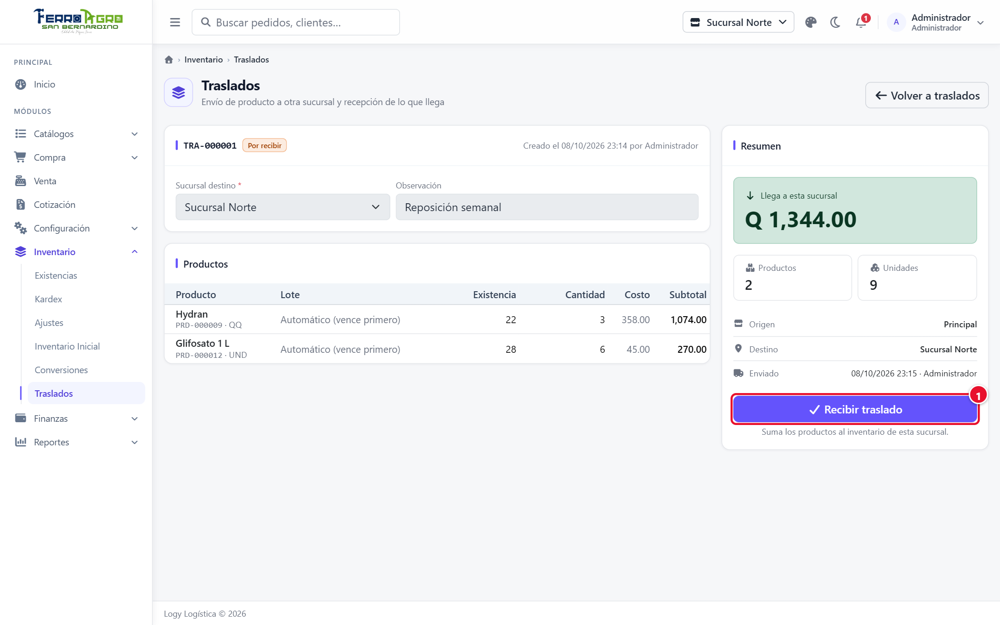 FERRO AGRO
SAN BERNARDINO
Buscar pedidos, clientes...
Sucursal Norte
1
A
Administrador
Administrador
PRINCIPAL
Inicio
MÓDULOS
Catálogos
Compra
Venta
Cotización
Configuración
Inventario
Existencias
Kardex
Ajustes
Inventario Inicial
Conversiones
Traslados
Finanzas
Reportes
Inventario › Traslados
Traslados
Envío de producto a otra sucursal y recepción de lo que llega
Volver a traslados
TRA-000001 Por recibir Creado el 08/10/2026 23:14 por Administrador
Sucursal destino * Observación
Sucursal Norte Reposición semanal
Productos
Producto Lote Existencia Cantidad Costo Subtotal
Hydran
PRD-000009 · QQ Automático (vence primero) 22 3 358.00 1,074.00
Glifosato 1 L
PRD-000012 · UND Automático (vence primero) 28 6 45.00 270.00
Resumen
Llega a esta sucursal
Q 1,344.00
Productos
2
Unidades
9
Origen Principal
Destino Sucursal Norte
Enviado 08/10/2026 23:15 · Administrador
1
Recibir traslado
Suma los productos al inventario de esta sucursal.
Logy Logística © 2026